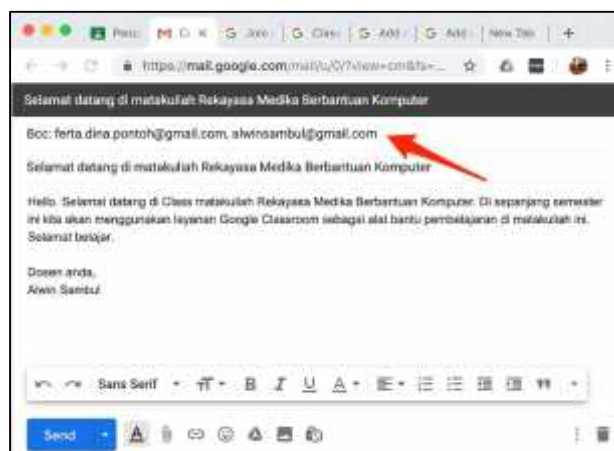 New Tab
https://mail.google.com/mail/u/0/?view=cm&fs=...
Selamat datang di matakuliah Rekayasa Medika Berbantuan Komputer
Bcc: ferta.dina.pontoh@gmail.com, alwinsambul@gmail.com
Selamat datang di matakuliah Rekayasa Medika Berbantuan Komputer
Hello. Selamat datang di Class matakuliah Rekayasa Medika Berbantuan Komputer. Di sepanjang semester
ini kita akan menggunakan layanan Google Classroom sebagai alat bantu pembelajaran di matakuliah ini.
Selamat belajar.
Dosen anda,
Alwin Sambul
Sans Serif
Send